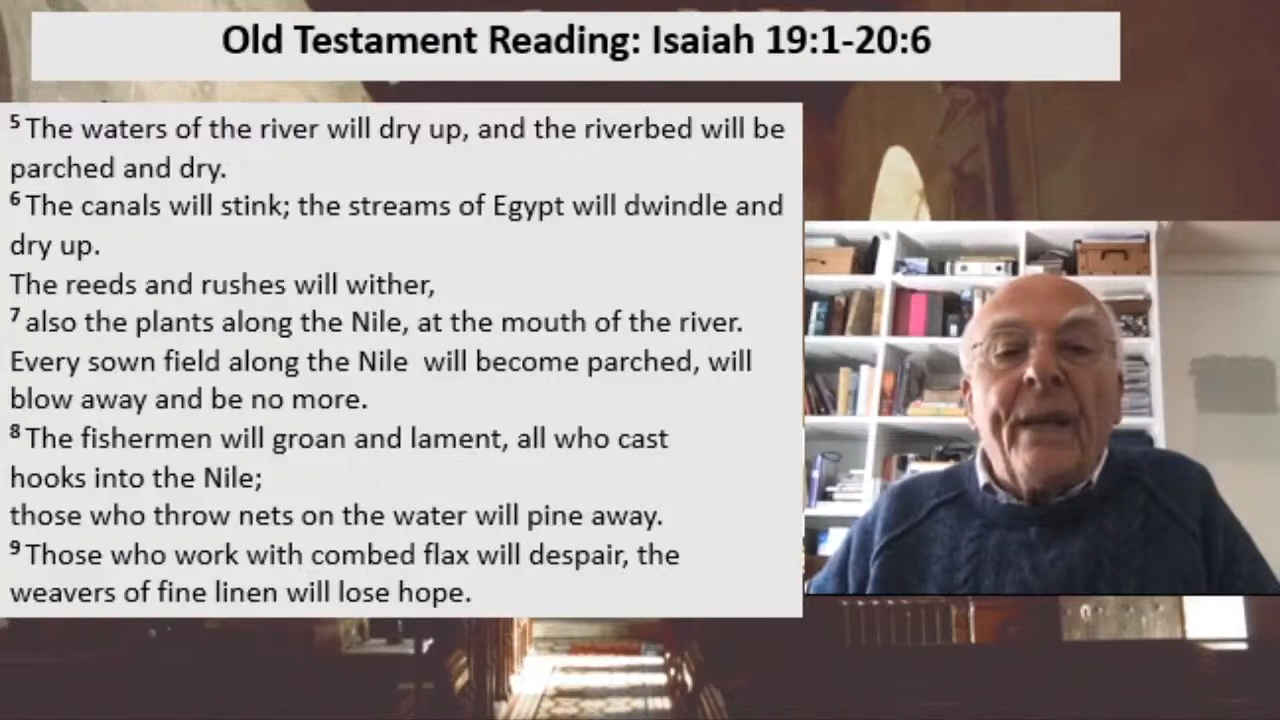 Old Testament Reading: Isaiah 19:1-20:6
⁵ The waters of the river will dry up, and the riverbed will be
parched and dry.
⁶ The canals will stink; the streams of Egypt will dwindle and
dry up.
The reeds and rushes will wither,
⁷ also the plants along the Nile, at the mouth of the river.
Every sown field along the Nile  will become parched, will
blow away and be no more.
⁸ The fishermen will groan and lament, all who cast
hooks into the Nile;
those who throw nets on the water will pine away.
⁹ Those who work with combed flax will despair, the
weavers of fine linen will lose hope.